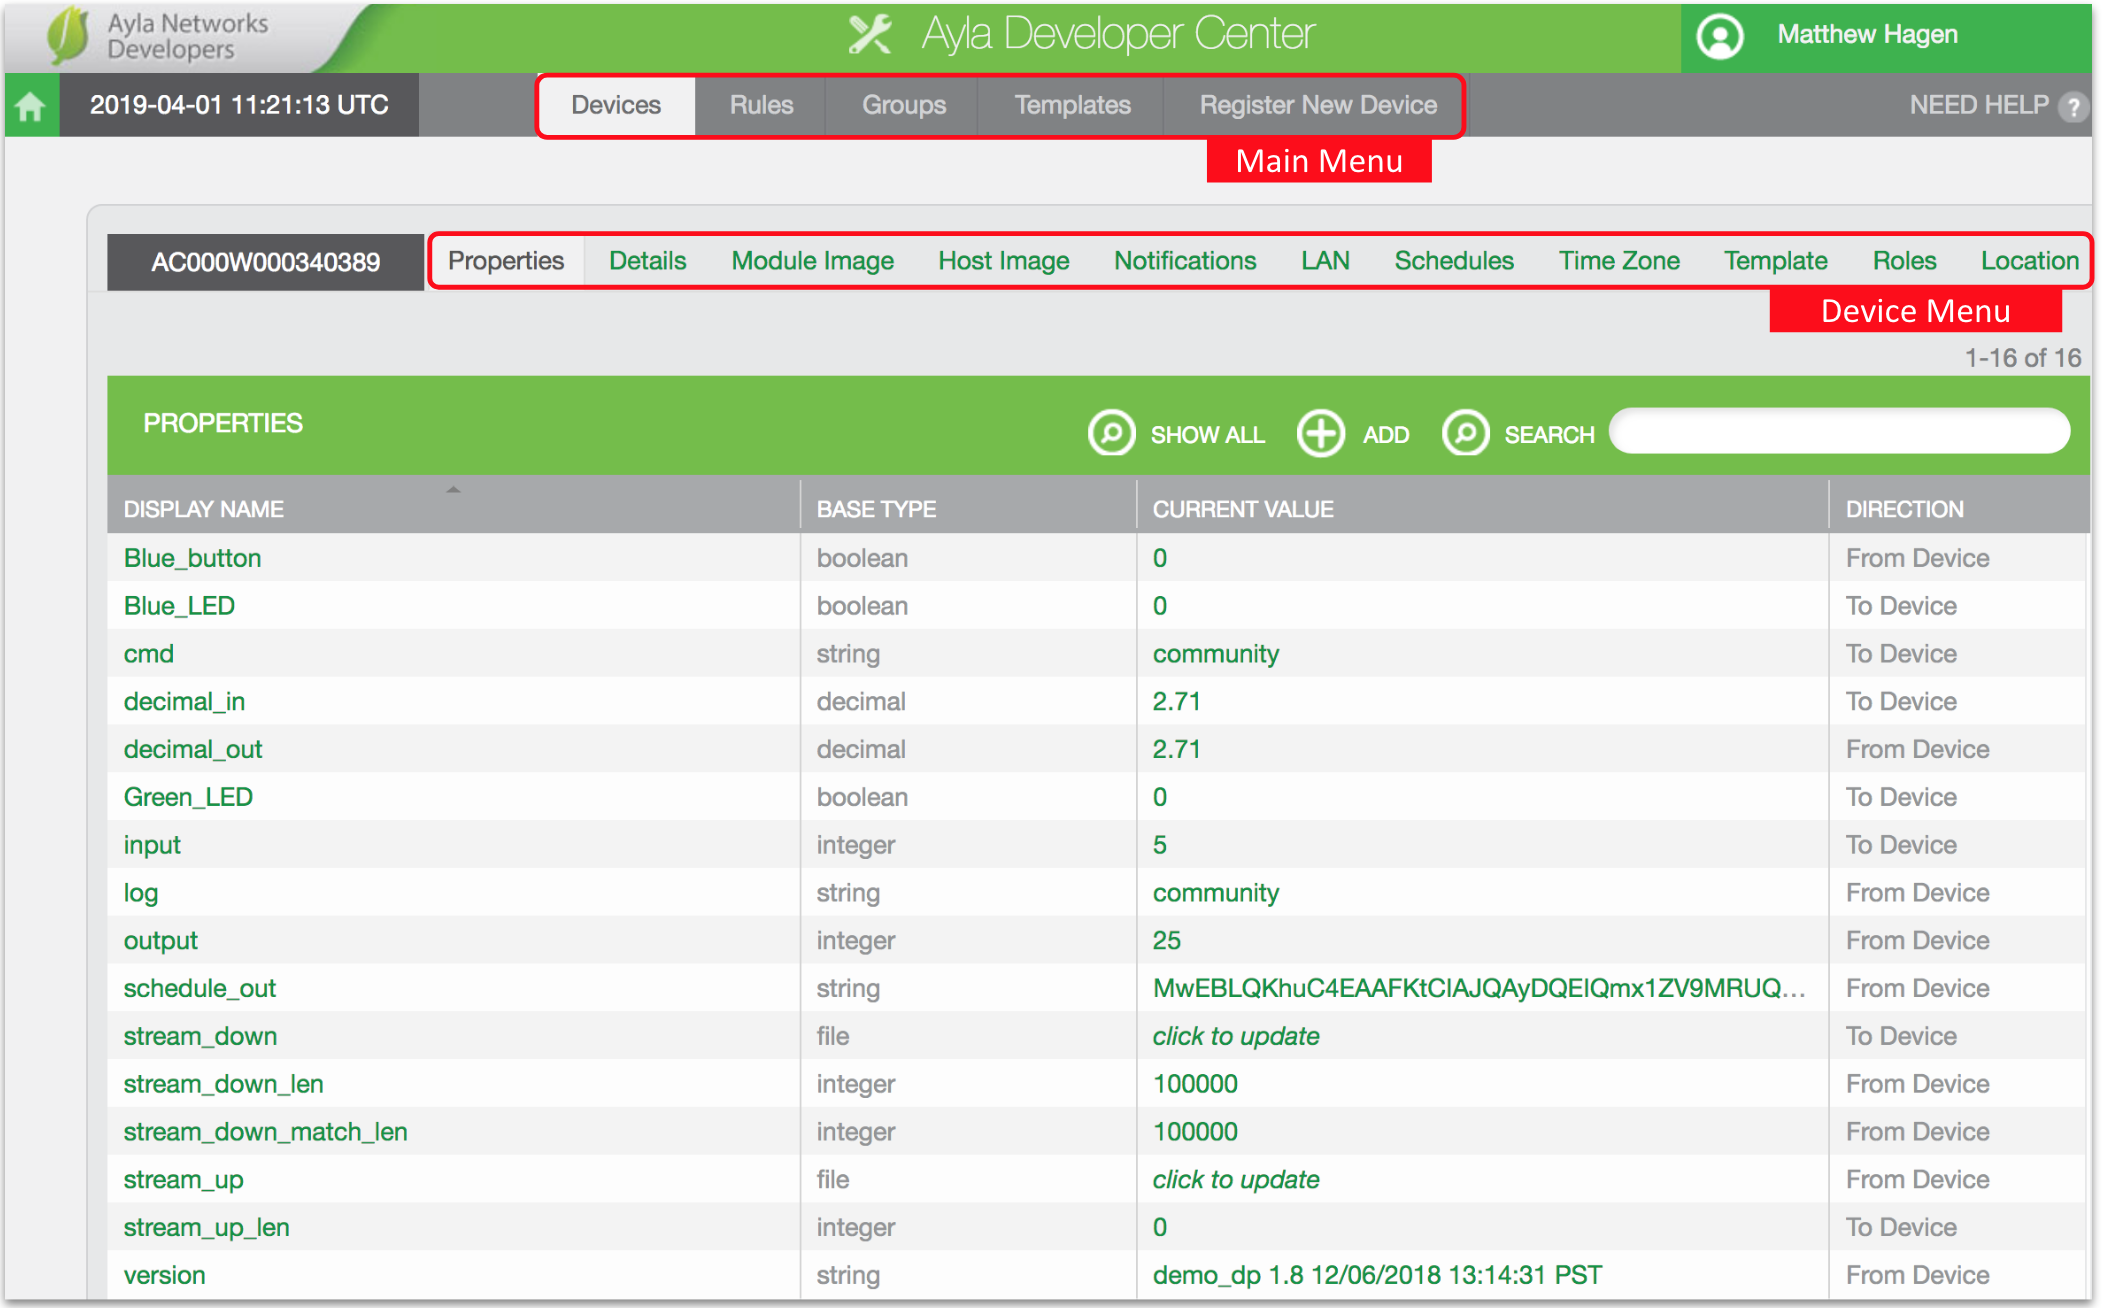 Ayla Networks
Developers
Ayla Developer Center
Matthew Hagen
2019-04-01 11:21:13 UTC
Devices Rules Groups Templates Register New Device
NEED HELP ?
Main Menu
AC000W000340389
Properties Details Module Image Host Image Notifications LAN Schedules Time Zone Template Roles Location
Device Menu
1-16 of 16
PROPERTIES
SHOW ALL ADD SEARCH
DISPLAY NAME BASE TYPE CURRENT VALUE DIRECTION
Blue_button boolean 0 From Device
Blue_LED boolean 0 To Device
cmd string community To Device
decimal_in decimal 2.71 To Device
decimal_out decimal 2.71 From Device
Green_LED boolean 0 To Device
input integer 5 To Device
log string community From Device
output integer 25 From Device
schedule_out string From Device
stream_down file click to update To Device
stream_down_len integer 100000 From Device
stream_down_match_len integer 100000 From Device
stream_up file click to update From Device
stream_up_len integer 0 To Device
version string demo_dp 1.8 12/06/2018 13:14:31 PST From Device